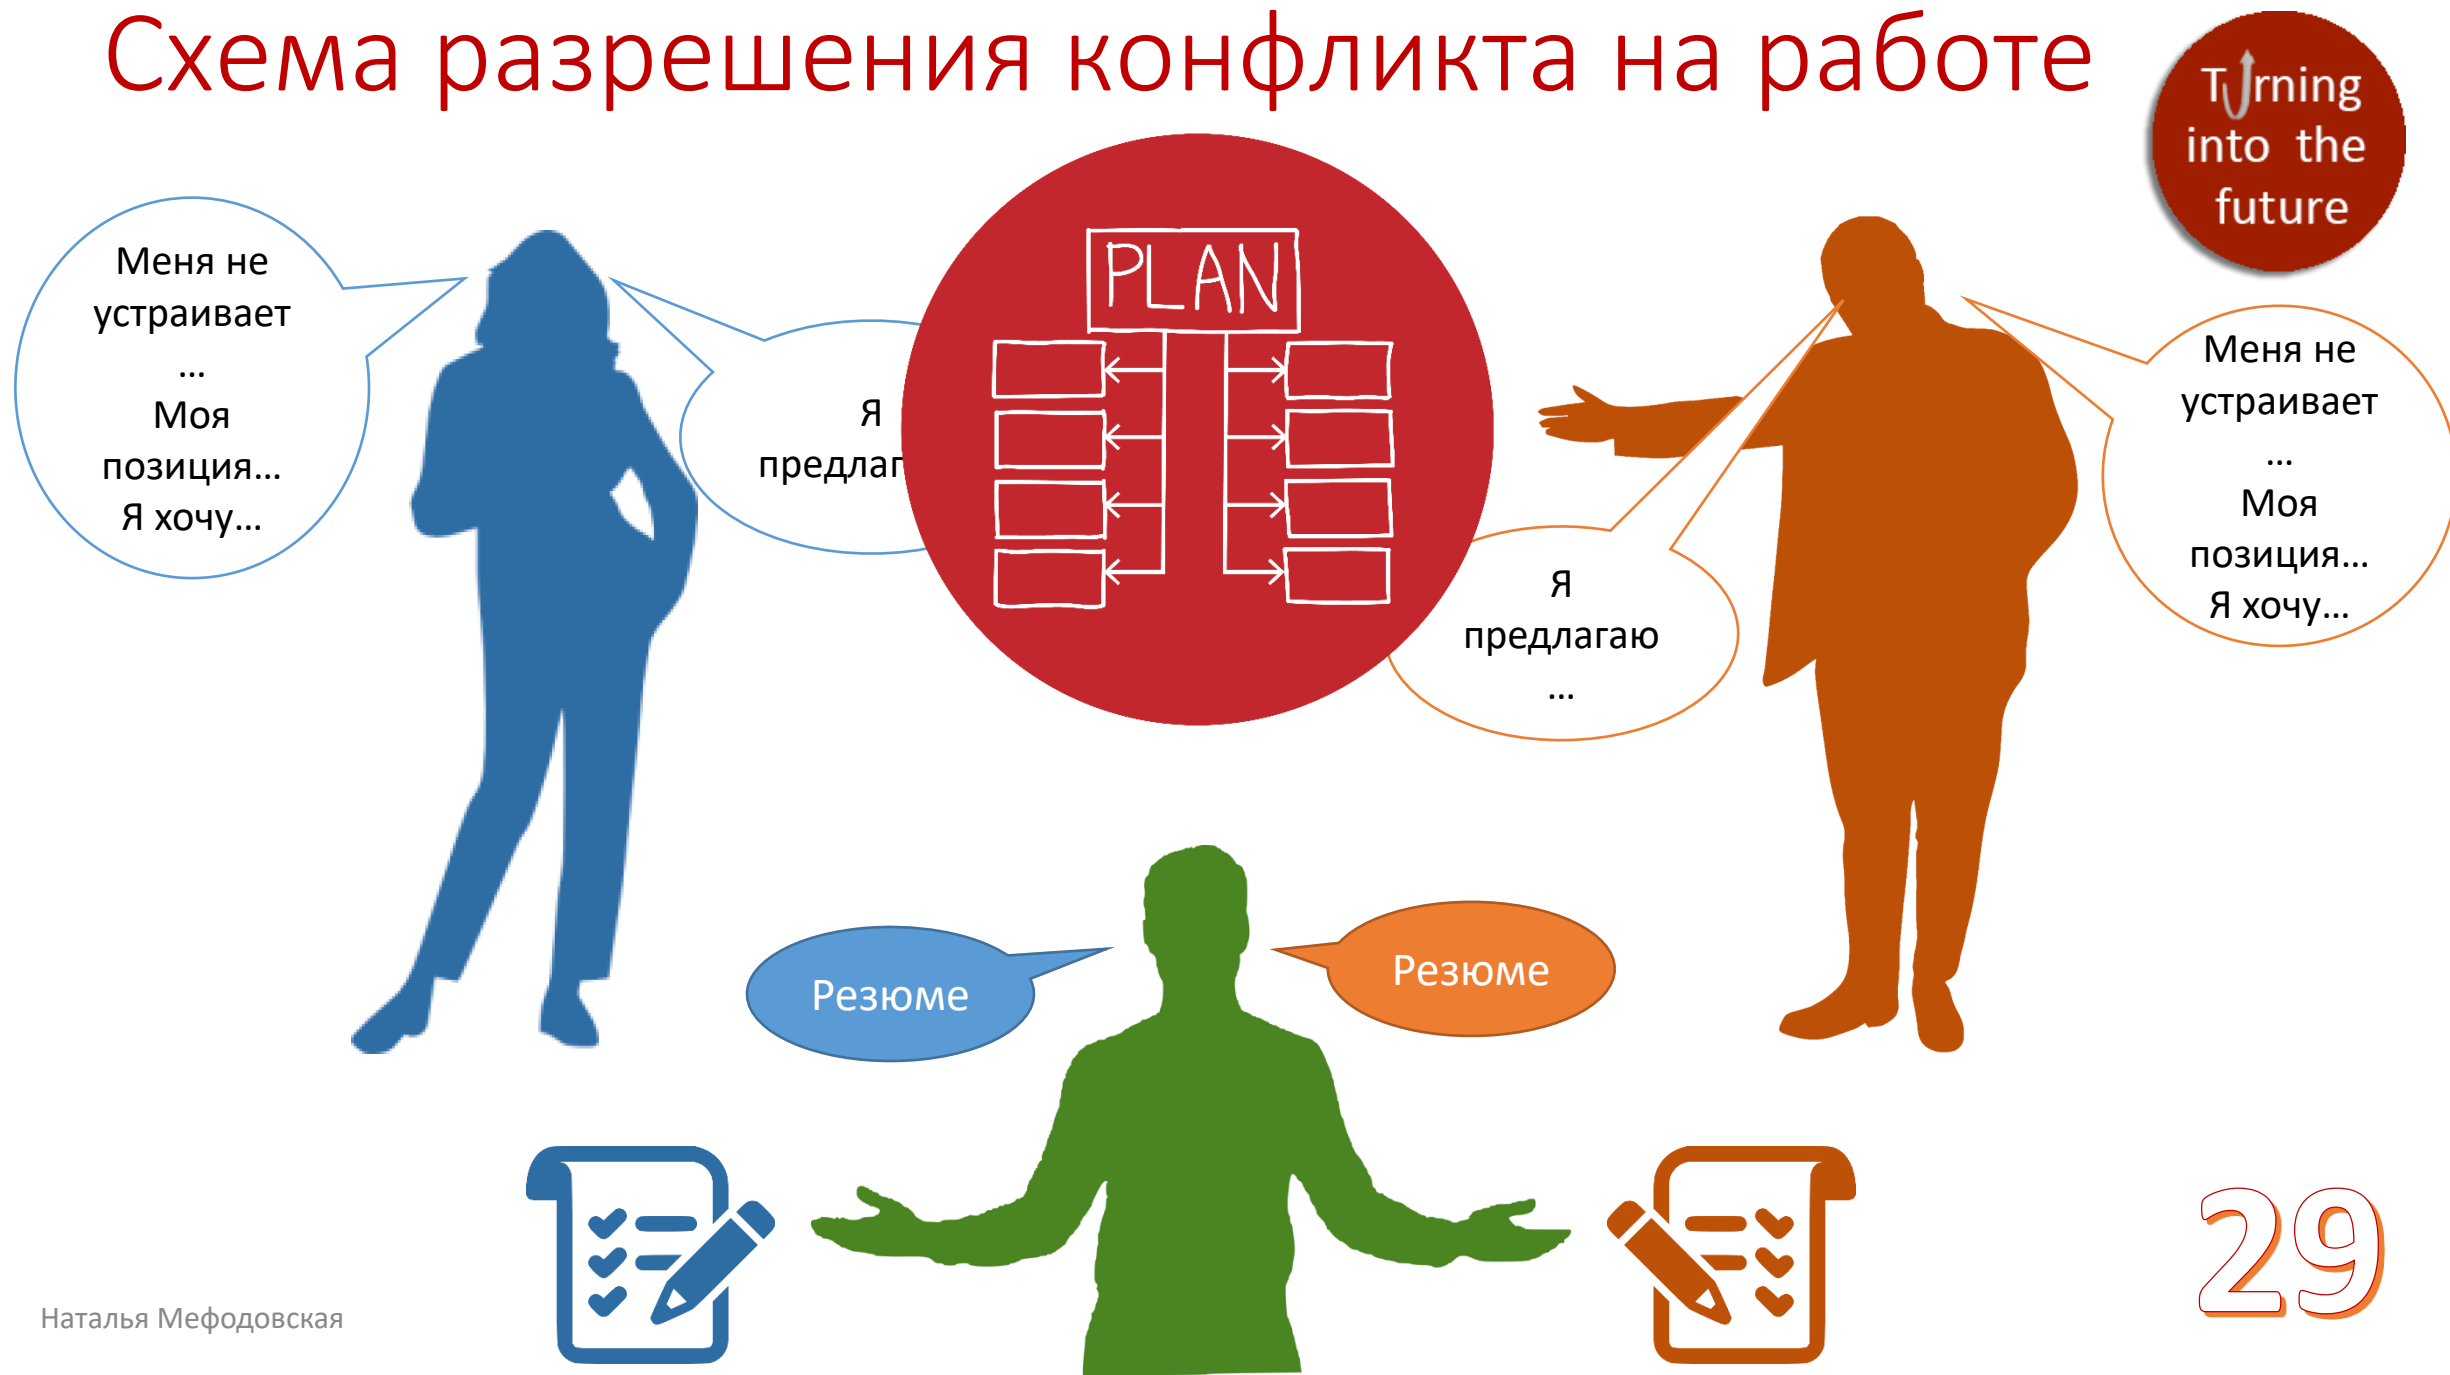 Схема разрешения конфликта на работе
Turning
into the
future
Меня не
устраивает
...
Моя
позиция...
Я хочу...
Я
PLAN
Я
предлагаю
...
Меня не
устраивает
...
Моя
позиция...
Я хочу...
Резюме
Резюме
Наталья Мефодовская
29